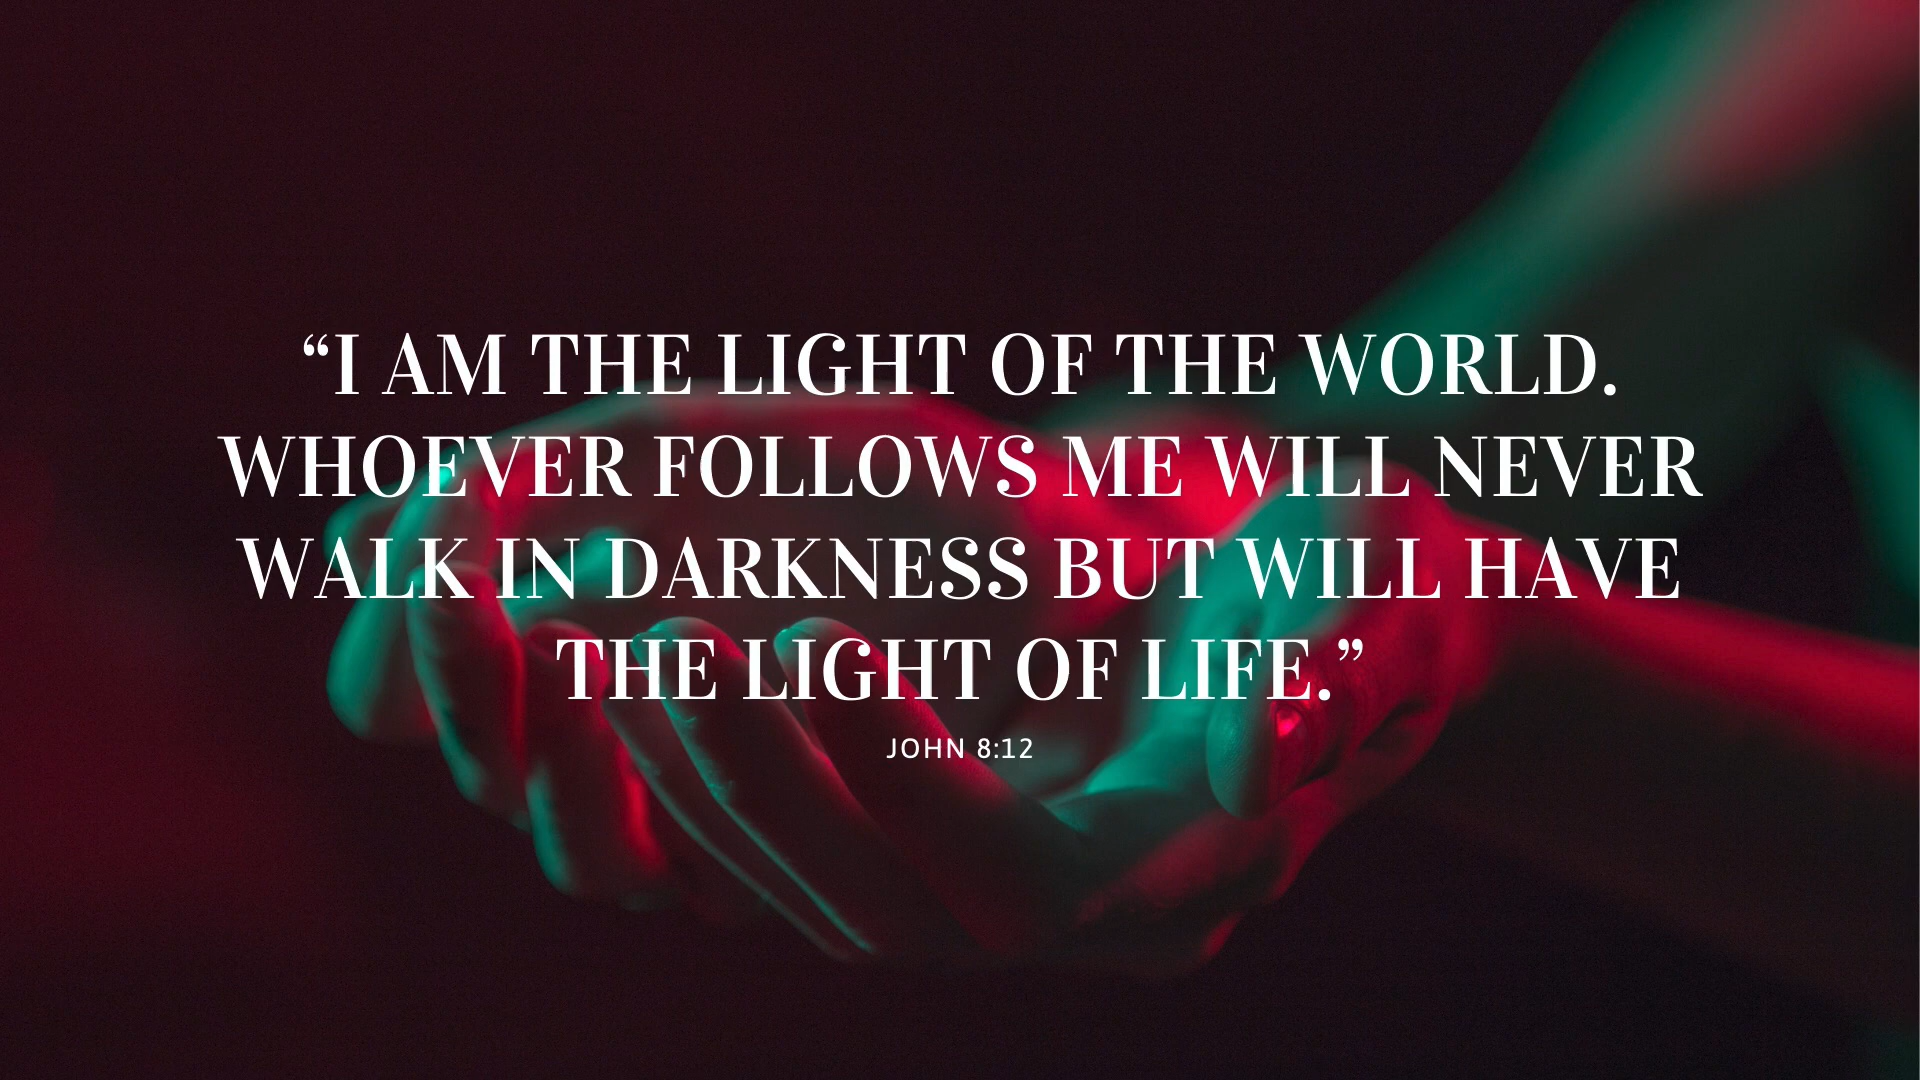 “I AM THE LIGHT OF THE WORLD.
WHOEVER FOLLOWS ME WILL NEVER
WALK IN DARKNESS BUT WILL HAVE
THE LIGHT OF LIFE.”
JOHN 8:12